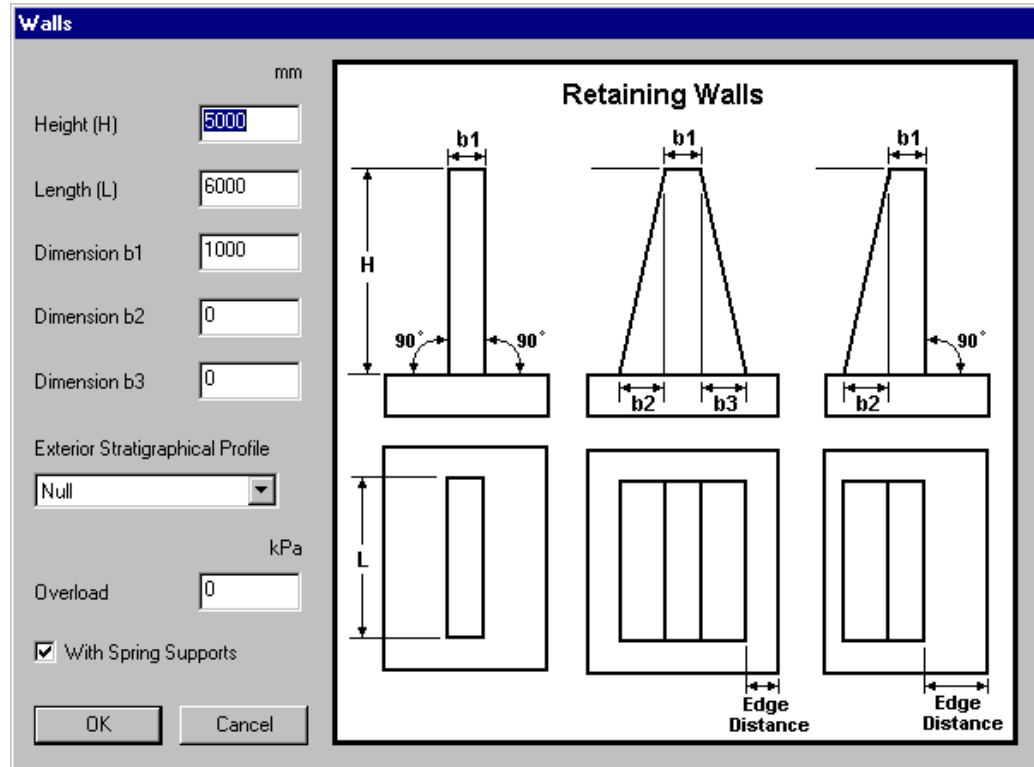 Walls
mm
Height (H)
5000
Length (L)
6000
Dimension b1
1000
Dimension b2
0
Dimension b3
0
Exterior Stratigraphical Profile
Null
kPa
Overload
0
With Spring Supports
OK
Cancel
Retaining Walls
b1
b1
b1
H
90°
90°
90°
b2
b3
b2
L
Edge
Distance
Edge
Distance